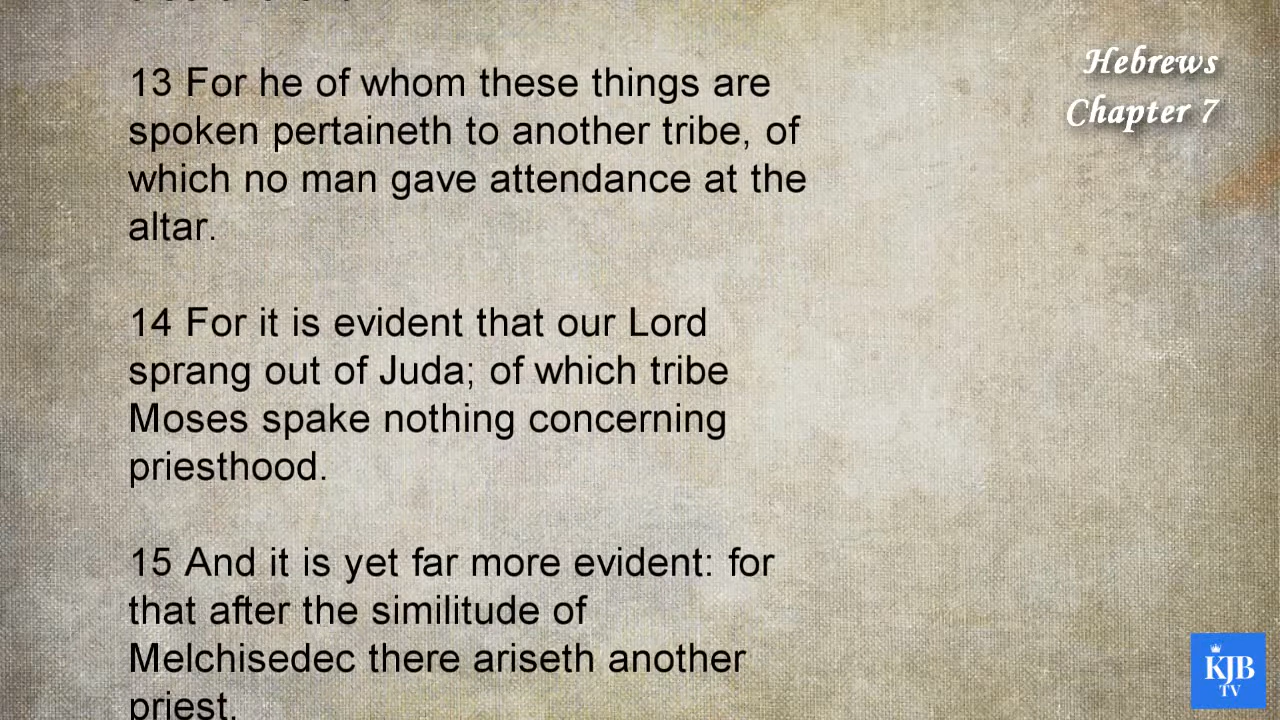 13 For he of whom these things are
spoken pertaineth to another tribe, of
which no man gave attendance at the
altar.
14 For it is evident that our Lord
sprang out of Juda; of which tribe
Moses spake nothing concerning
priesthood.
15 And it is yet far more evident: for
that after the similitude of
Melchisedec there ariseth another
priest,
Hebrews
Chapter 7
KJB
TV